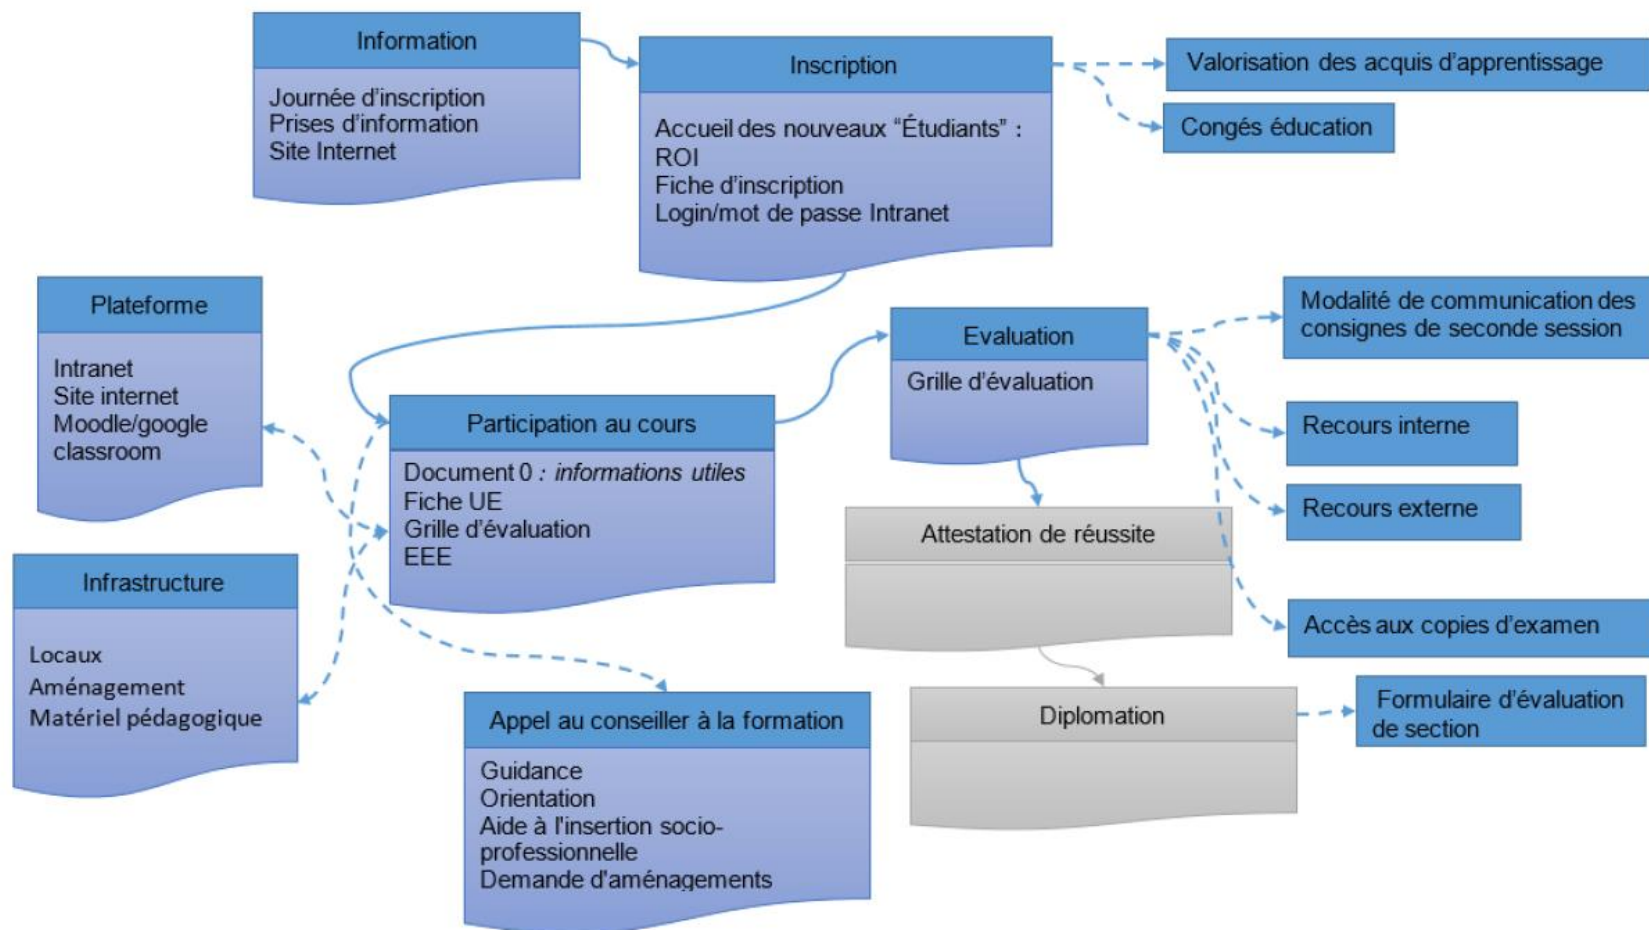 Information
Journée d’inscription
Prises d’information
Site Internet
Inscription
Accueil des nouveaux “Étudiants” :
ROI
Fiche d’inscription
Login/mot de passe Intranet
Valorisation des acquis d’apprentissage
Congés éducation
Plateforme
Intranet
Site internet
Moodle/google
classroom
Participation au cours
Document 0 : informations utiles
Fiche UE
Grille d’évaluation
EEE
Evaluation
Grille d’évaluation
Modalité de communication des
consignes de seconde session
Recours interne
Recours externe
Accès aux copies d’examen
Attestation de réussite
Infrastructure
Locaux
Aménagement
Matériel pédagogique
Appel au conseiller à la formation
Guidance
Orientation
Aide à l'insertion socio-
professionnelle
Demande d'aménagements
Diplomation
Formulaire d’évaluation
de section